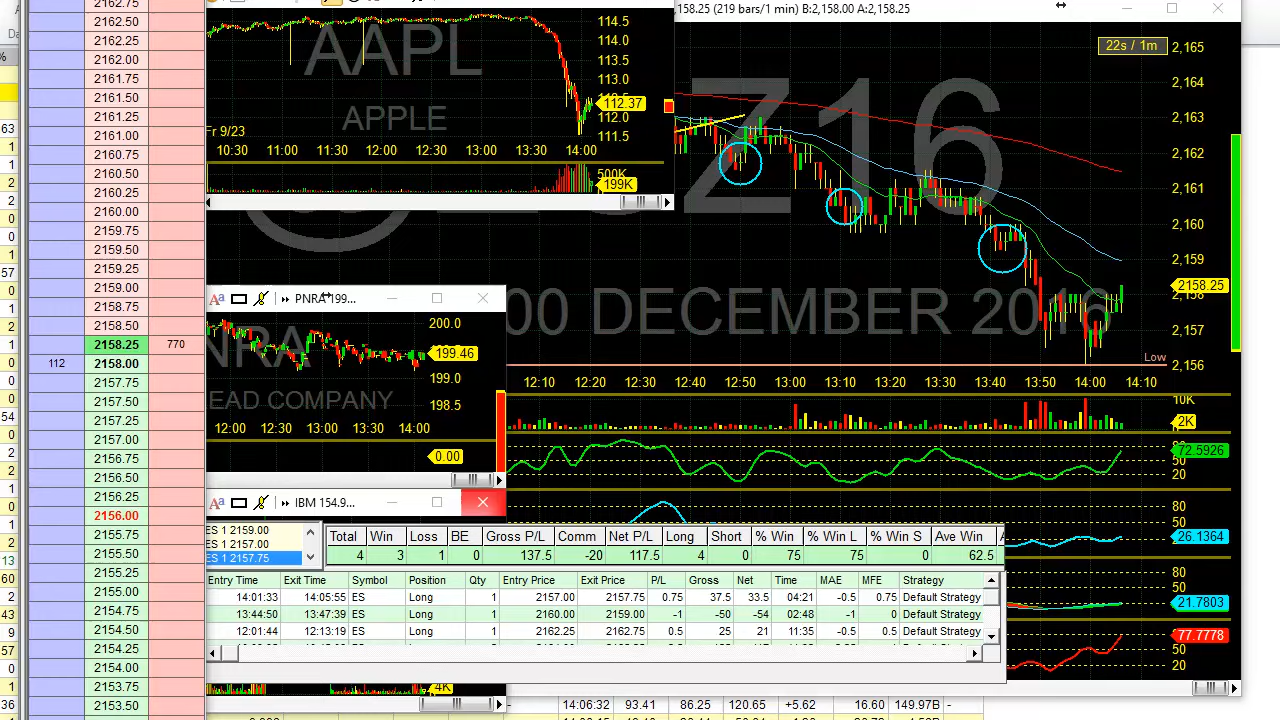 ,158.25 (219 bars/1 min) B:2,158.00 A:2,158.25
22s / 1m
AAPL
APPLE
Fr 9/23
114.5
114.0
113.5
113.0
112.37
112.0
111.5
10:30 11:00 11:30 12:00 12:30 13:00 13:30 14:00
500K
199K
Z16
00 DECEMBER 2016
2,165
2,164
2,163
2,162
2,161
2,160
2,159
2158.25
2,158
2,157
2,156
Low
12:10 12:20 12:30 12:40 12:50 13:00 13:10 13:20 13:30 13:40 13:50 14:00 14:10
10K
2K
72.5926
50
20
80
50
26.1364
80
50
21.7803
77.7778
50
20
2162.75
2162.50
2162.25
2162.00
2161.75
2161.50
2161.25
2161.00
2160.75
2160.50
2160.25
2160.00
2159.75
2159.50
2159.25
2159.00
2158.75
2158.50
2158.25 770
112 2158.00
2157.75
2157.50
2157.25
2157.00
2156.75
2156.50
2156.25
2156.00
2155.75
2155.50
2155.25
2155.00
2154.75
2154.50
2154.25
2154.00
2153.75
2153.50
PNRA 199...
NRA
EAD COMPANY
200.0
199.46
199.0
198.5
12:00 12:30 13:00 13:30 14:00
0.00
IBM 154.9...
ES 1 2159.00
ES 1 2157.00
ES 1 2157.75
Total Win Loss BE Gross P/L Comm Net P/L Long Short % Win % Win L % Win S Ave Win
4 3 1 0 137.5 -20 117.5 4 0 75 75 0 62.5
Entry Time Exit Time Symbol Position Qty Entry Price Exit Price P/L Gross Net Time MAE MFE Strategy
14:01:33 14:05:55 ES Long 1 2157.00 2157.75 0.75 37.5 33.5 04:21 -0.5 0.75 Default Strategy
13:44:50 13:47:39 ES Long 1 2160.00 2159.00 -1 -50 -54 02:48 -1 0 Default Strategy
12:01:44 12:13:19 ES Long 1 2162.25 2162.75 0.5 25 21 11:35 -0.5 0.5 Default Strategy
4K
14:06:32 93.41 86.25 120.65 +5.62 16.60 149.97B -